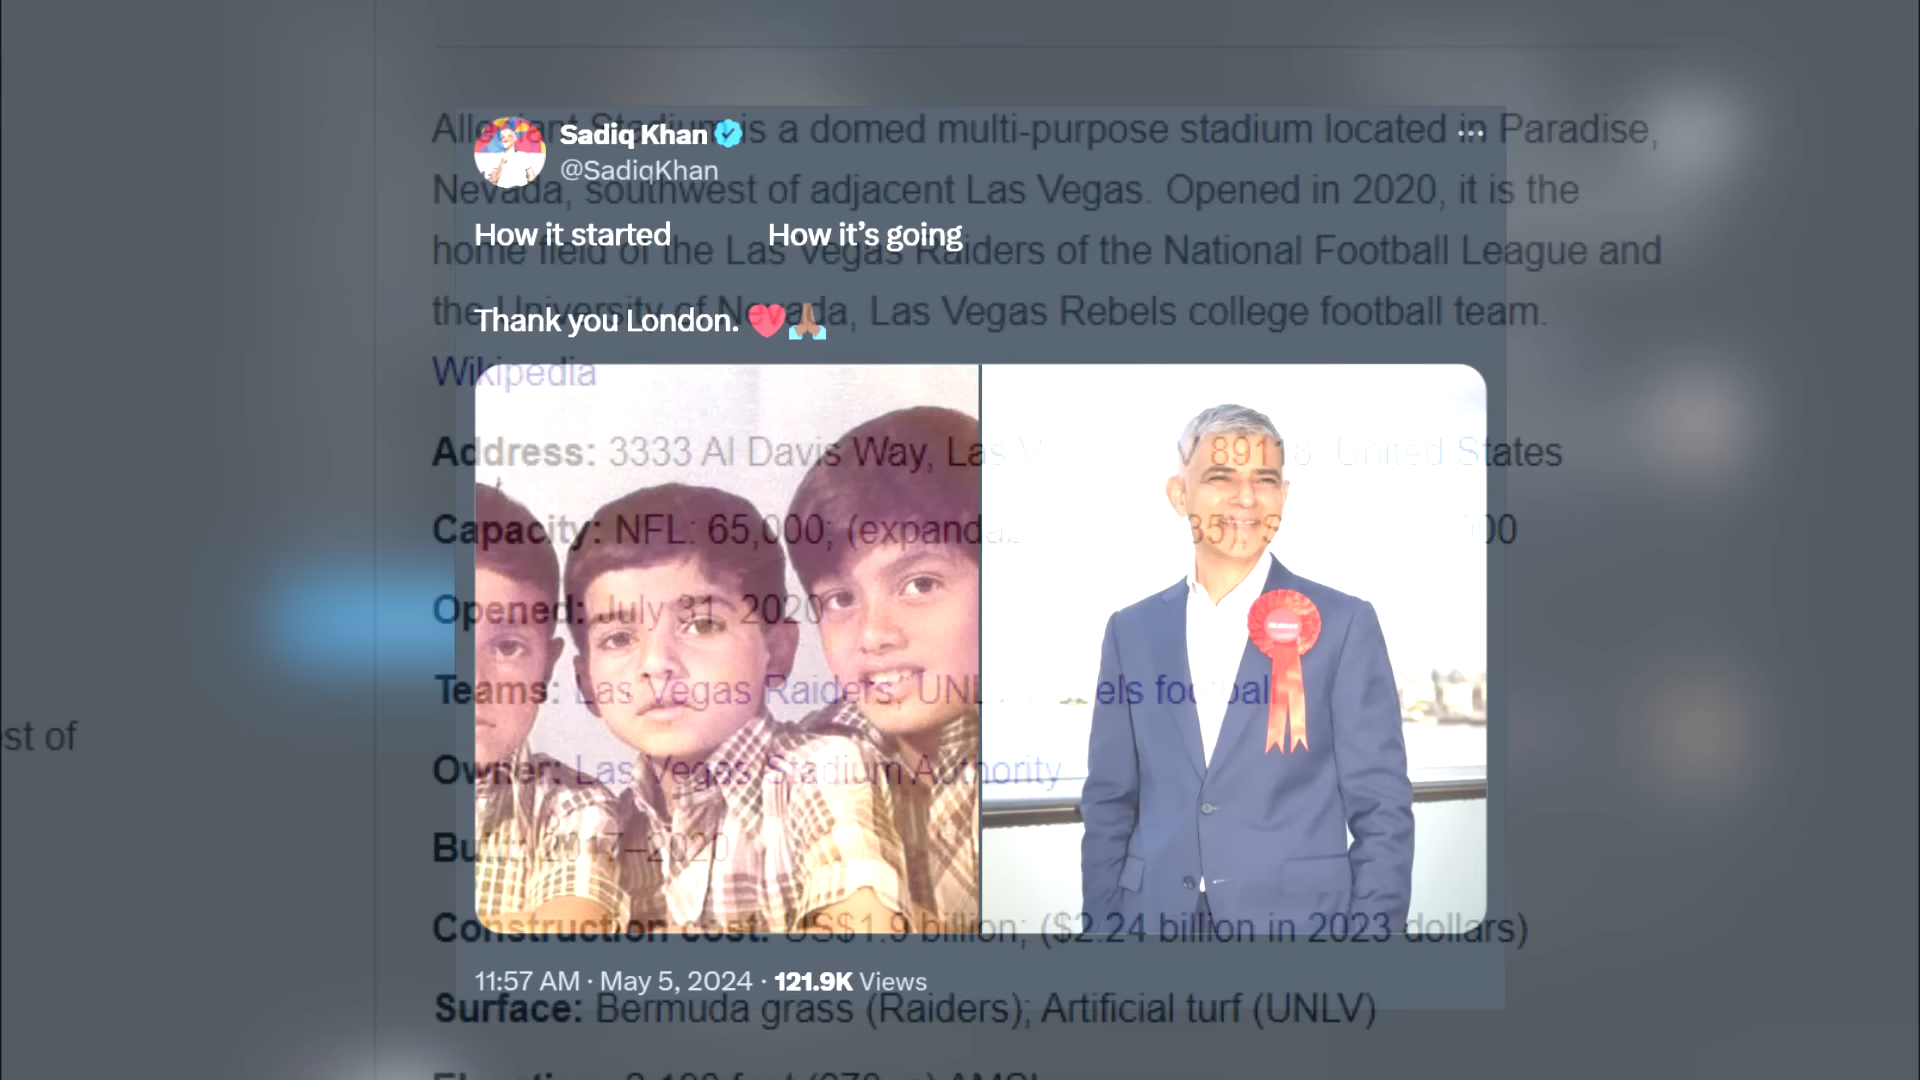 Sadiq Khan
@SadiqKhan
How it started How it’s going
Thank you London. ❤️🙏🏾
11:57 AM · May 5, 2024 · 121.9K Views
Allegiant Stadium is a domed multi-purpose stadium located in Paradise,
Nevada, southwest of adjacent Las Vegas. Opened in 2020, it is the
home field of the Las Vegas Raiders of the National Football League and
the University of Nevada, Las Vegas Rebels college football team.
Wikipedia
Address: 3333 Al Davis Way, Las 89118, United States
Capacity: NFL: 65,000;
Opened: July 31, 2020
Teams: Las Vegas Raiders, football
Owner: Las Vegas Stadium Authority
Built: 2017–2020
Construction cost: US$1.9 billion; ($2.24 billion in 2023 dollars)
Surface: Bermuda grass (Raiders); Artificial turf (UNLV)
st of